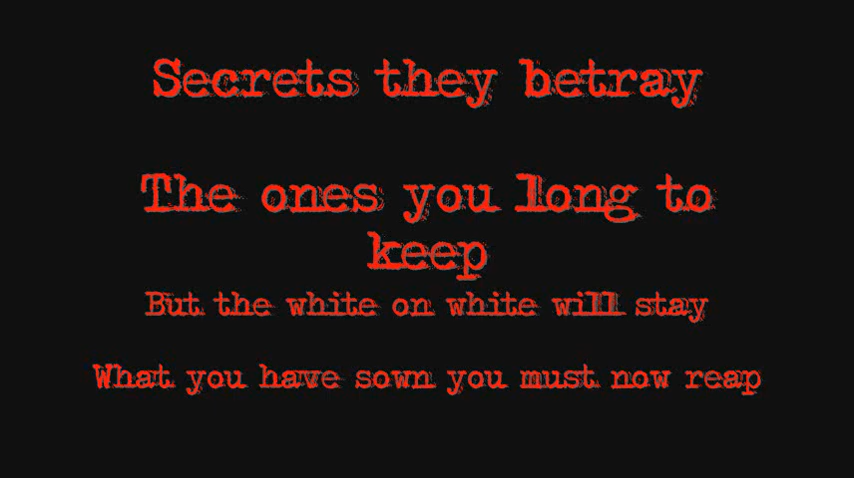 Secrets they betray
The ones you long to
keep
But the white on white will stay
What you have sown you must now reap